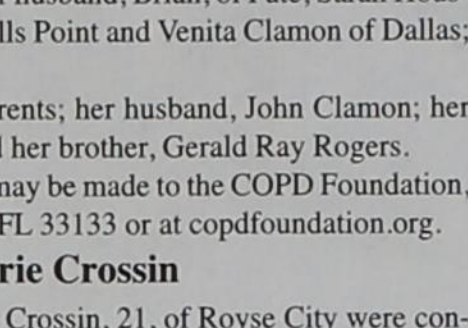 lls Point and Venita Clamon of Dallas;
rents; her husband, John Clamon; her
her brother, Gerald Ray Rogers.
may be made to the COPD Foundation,
FL 33133 or at copdfoundation.org.
rie Crossin
Crossin, 21, of Royse City were con-